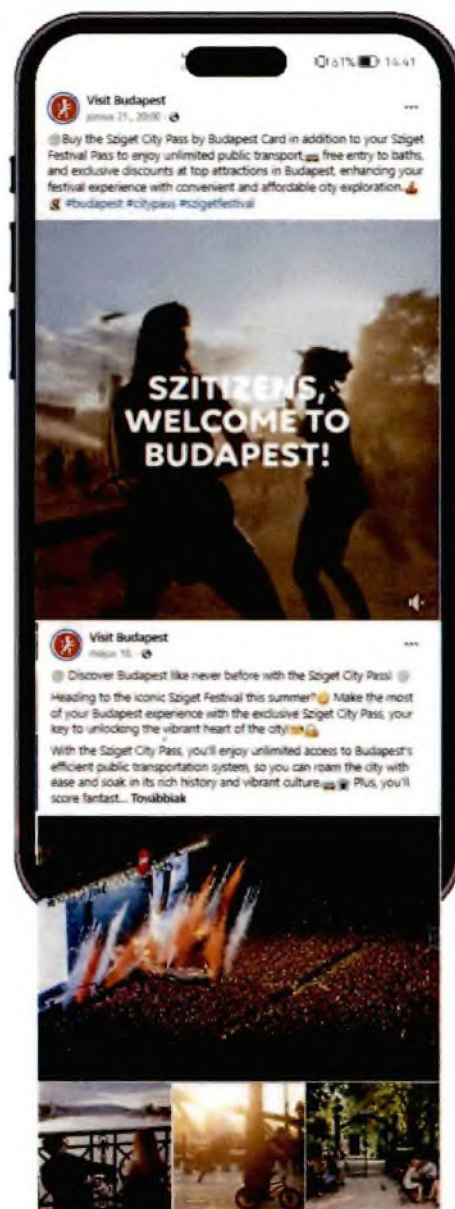 61% 14:41
Visit Budapest
június 21., 20:00 ·
Buy the Sziget City Pass by Budapest Card in addition to your Sziget
Festival Pass to enjoy unlimited public transport, free entry to baths,
and exclusive discounts at top attractions in Budapest, enhancing your
festival experience with convenient and affordable city exploration.
#budapest #citypass #szigetfestival
SZITIZENS,
WELCOME TO
BUDAPEST!
Visit Budapest
május 10. ·
Discover Budapest like never before with the Sziget City Pass!
Heading to the iconic Sziget Festival this summer? Make the most
of your Budapest experience with the exclusive Sziget City Pass, your
key to unlocking the vibrant heart of the city!
With the Sziget City Pass, you'll enjoy unlimited access to Budapest's
efficient public transportation system, so you can roam the city with
ease and soak in its rich history and vibrant culture. Plus, you'll
score fantast... Továbbiak